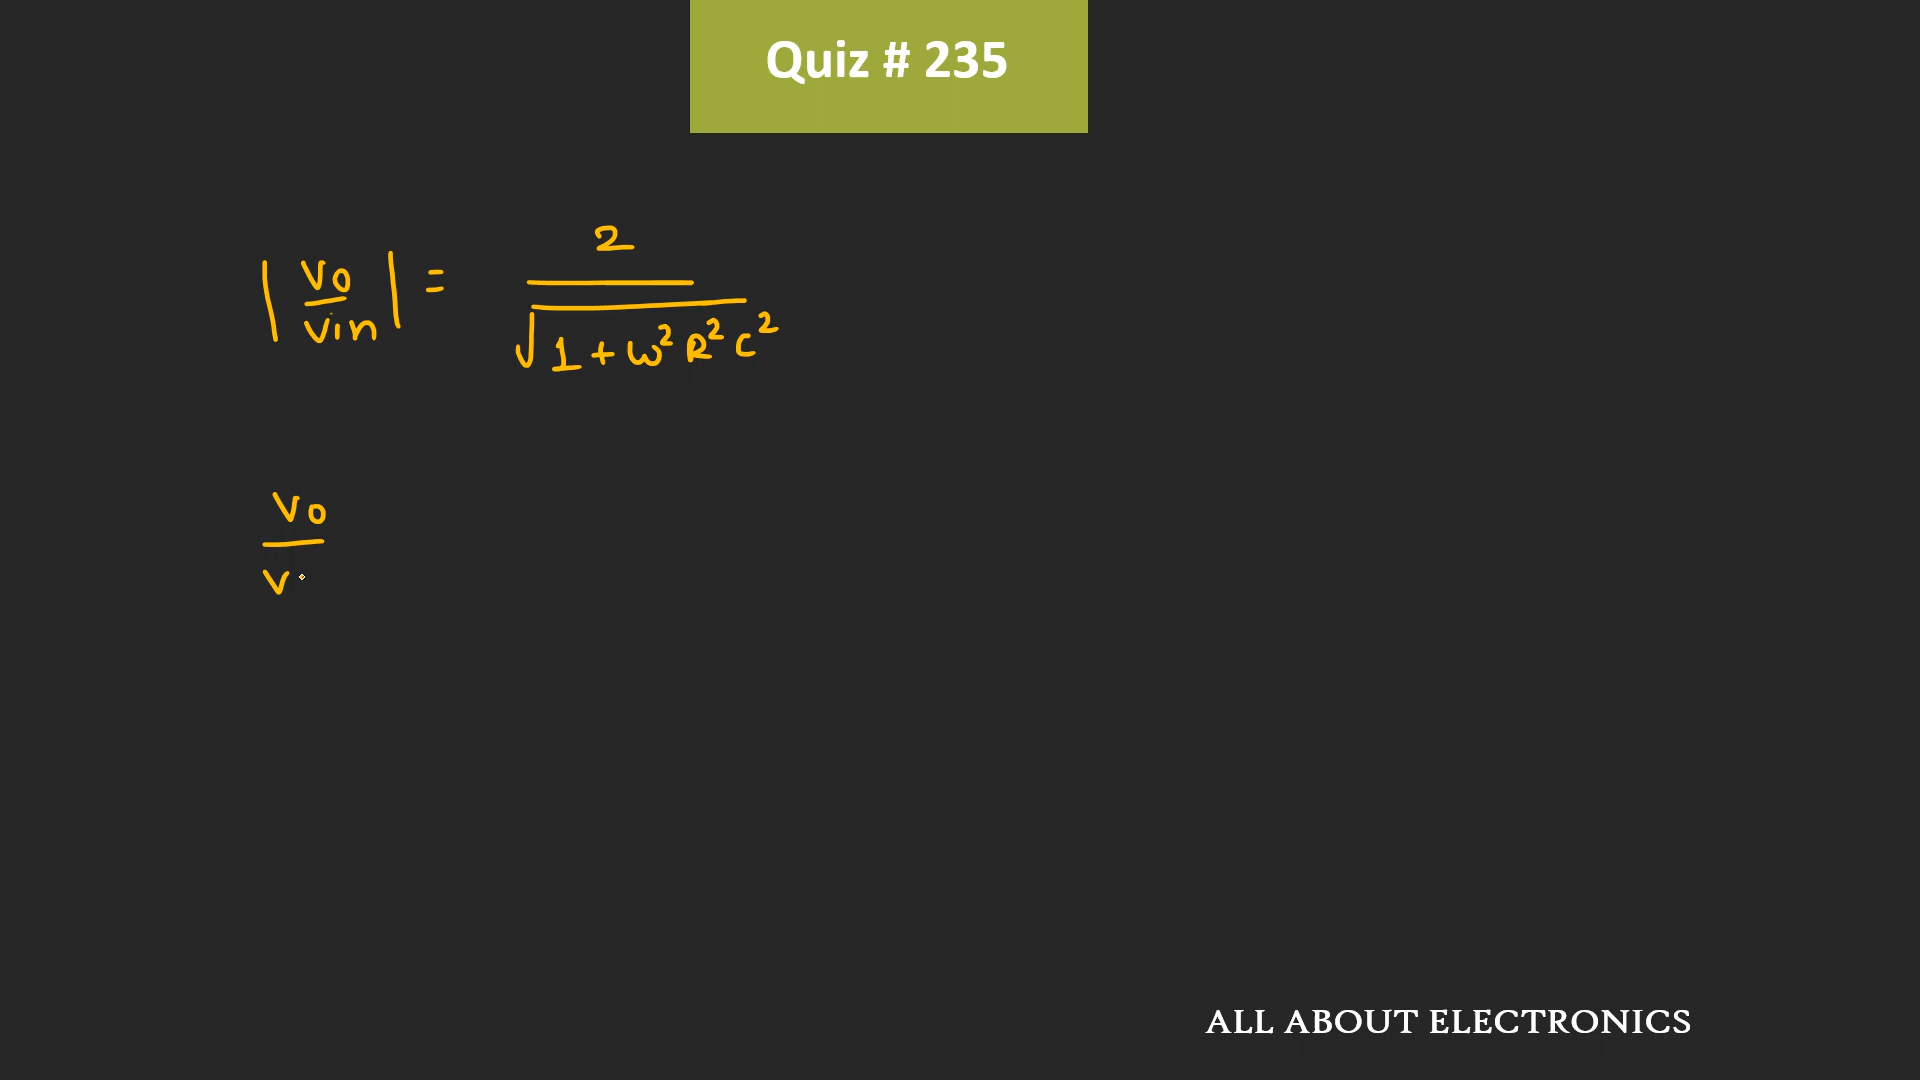 Quiz # 235
|Vo/Vin| = 2/√(1+ω²R²C²)
Vo
V
ALL ABOUT ELECTRONICS